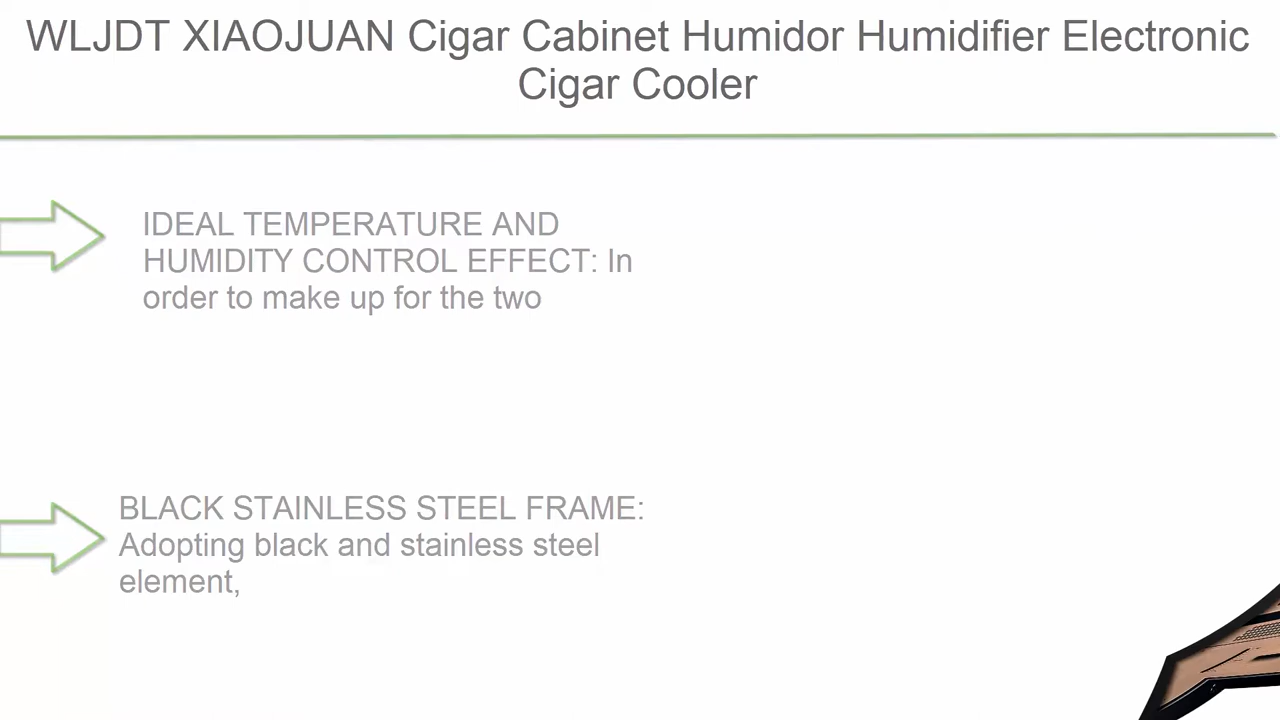 WLJDT XIAOJUAN Cigar Cabinet Humidor Humidifier Electronic
Cigar Cooler
IDEAL TEMPERATURE AND
HUMIDITY CONTROL EFFECT: In
order to make up for the two
BLACK STAINLESS STEEL FRAME:
Adopting black and stainless steel
element,